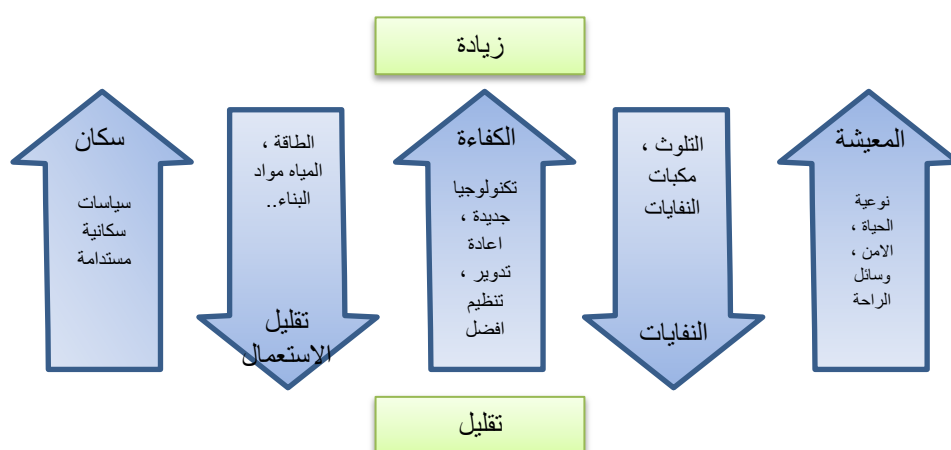 زيادة
المعيشة
نوعية
الحياة ،
الامن ،
وسائل
الراحة
التلوث ،
مكبات
النفايات
النفايات
الكفاءة
تكنولوجيا
جديدة ،
اعادة
تدوير ،
تنظيم
افضل
الطاقة ،
المياه مواد
البناء..
تقليل
الاستعمال
سكان
سياسات
سكانية
مستدامة
تقليل